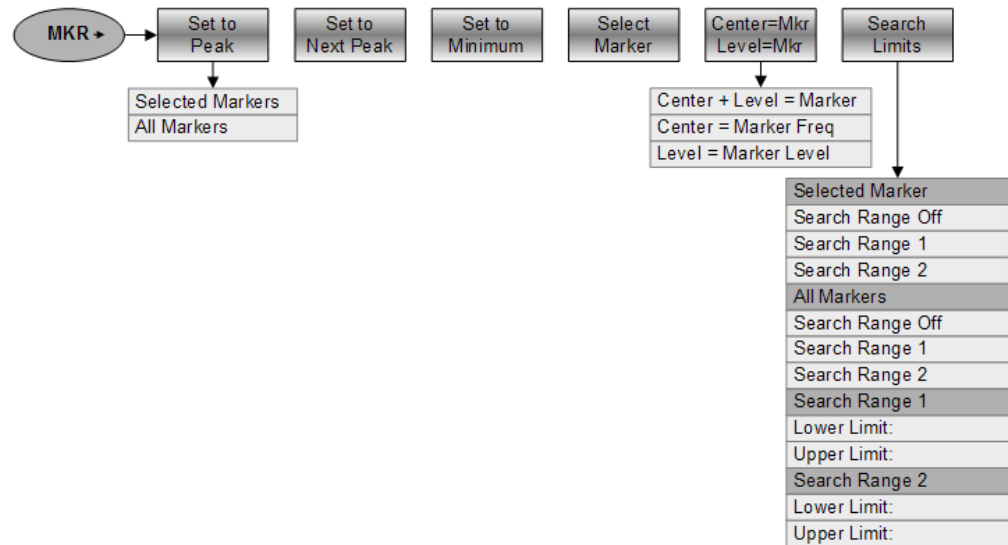 MKR →
Set to
Peak
Set to
Next Peak
Set to
Minimum
Select
Marker
Center=Mkr
Level=Mkr
Search
Limits
Selected Markers
All Markers
Center + Level = Marker
Center = Marker Freq
Level = Marker Level
Selected Marker
Search Range Off
Search Range 1
Search Range 2
All Markers
Search Range Off
Search Range 1
Search Range 2
Search Range 1
Lower Limit:
Upper Limit:
Search Range 2
Lower Limit:
Upper Limit: